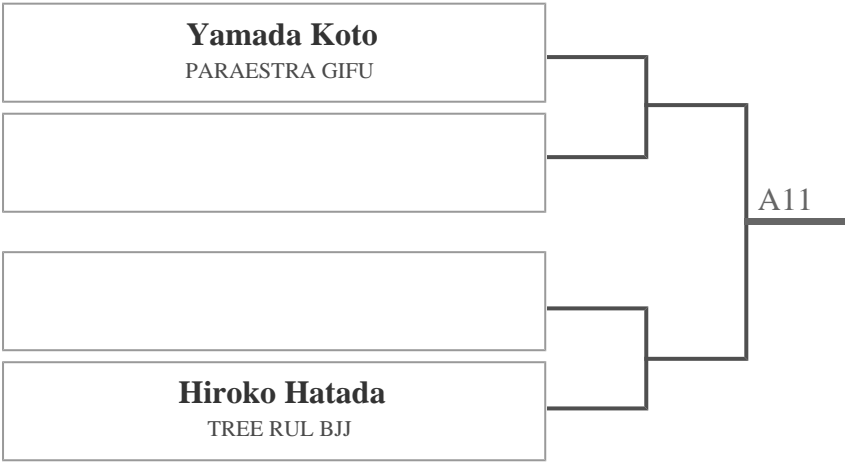 Yamada Koto
PARAESTRA GIFU
A11
Hiroko Hatada
TREE RUL BJJ